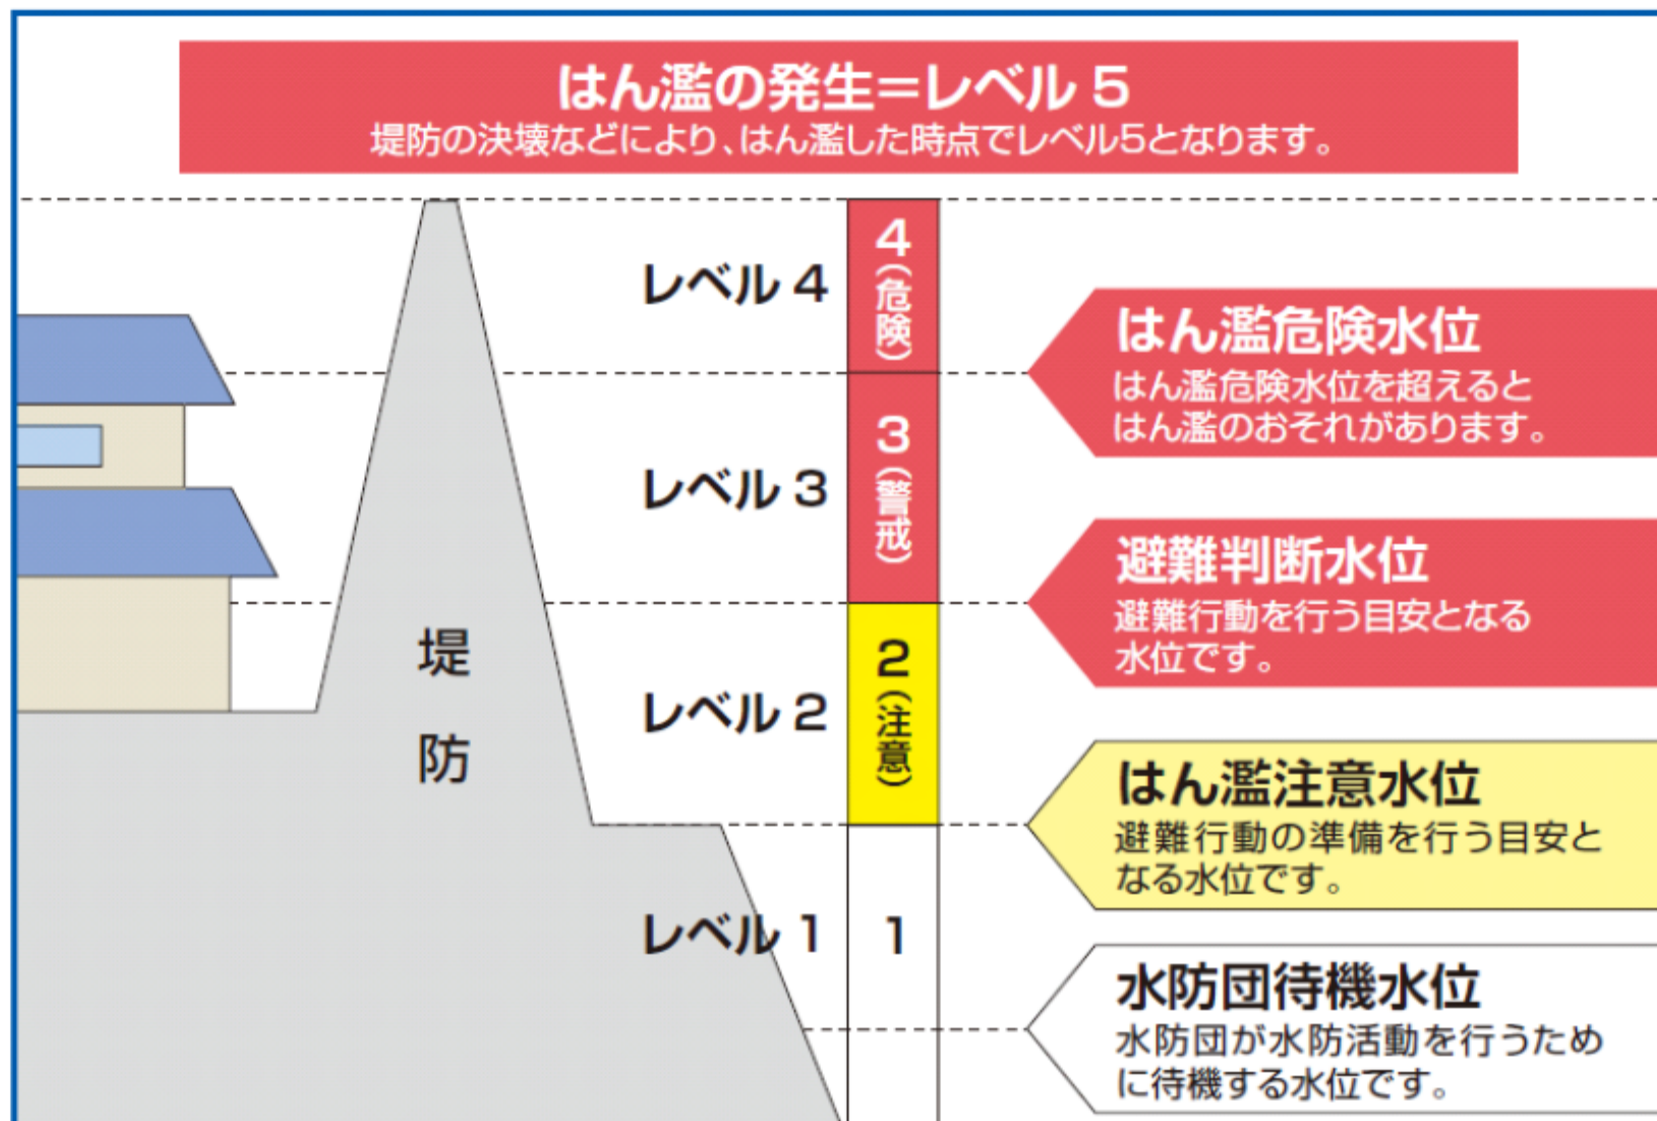 はん濫の発生=レベル 5
堤防の決壊などにより、はん濫した時点でレベル5となります。
レベル 4
4(危険)
はん濫危険水位
はん濫危険水位を超えると
はん濫のおそれがあります。
レベル 3
3(警戒)
避難判断水位
避難行動を行う目安となる
水位です。
堤防
レベル 2
2(注意)
はん濫注意水位
避難行動の準備を行う目安と
なる水位です。
レベル 1
1
水防団待機水位
水防団が水防活動を行うため
に待機する水位です。